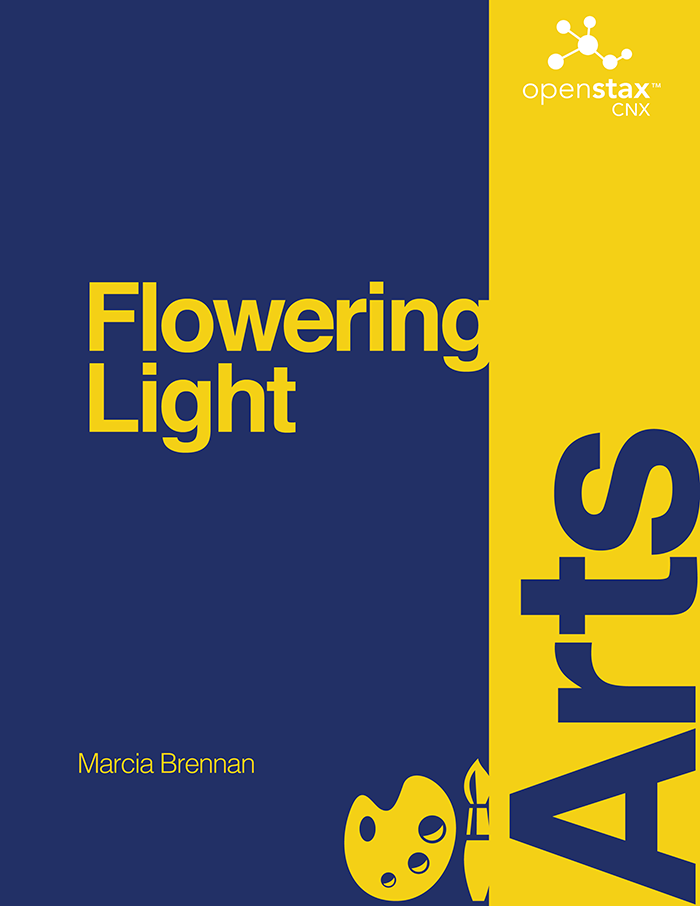 openstax™
CNX
Flowering
Light
Arts
Marcia Brennan